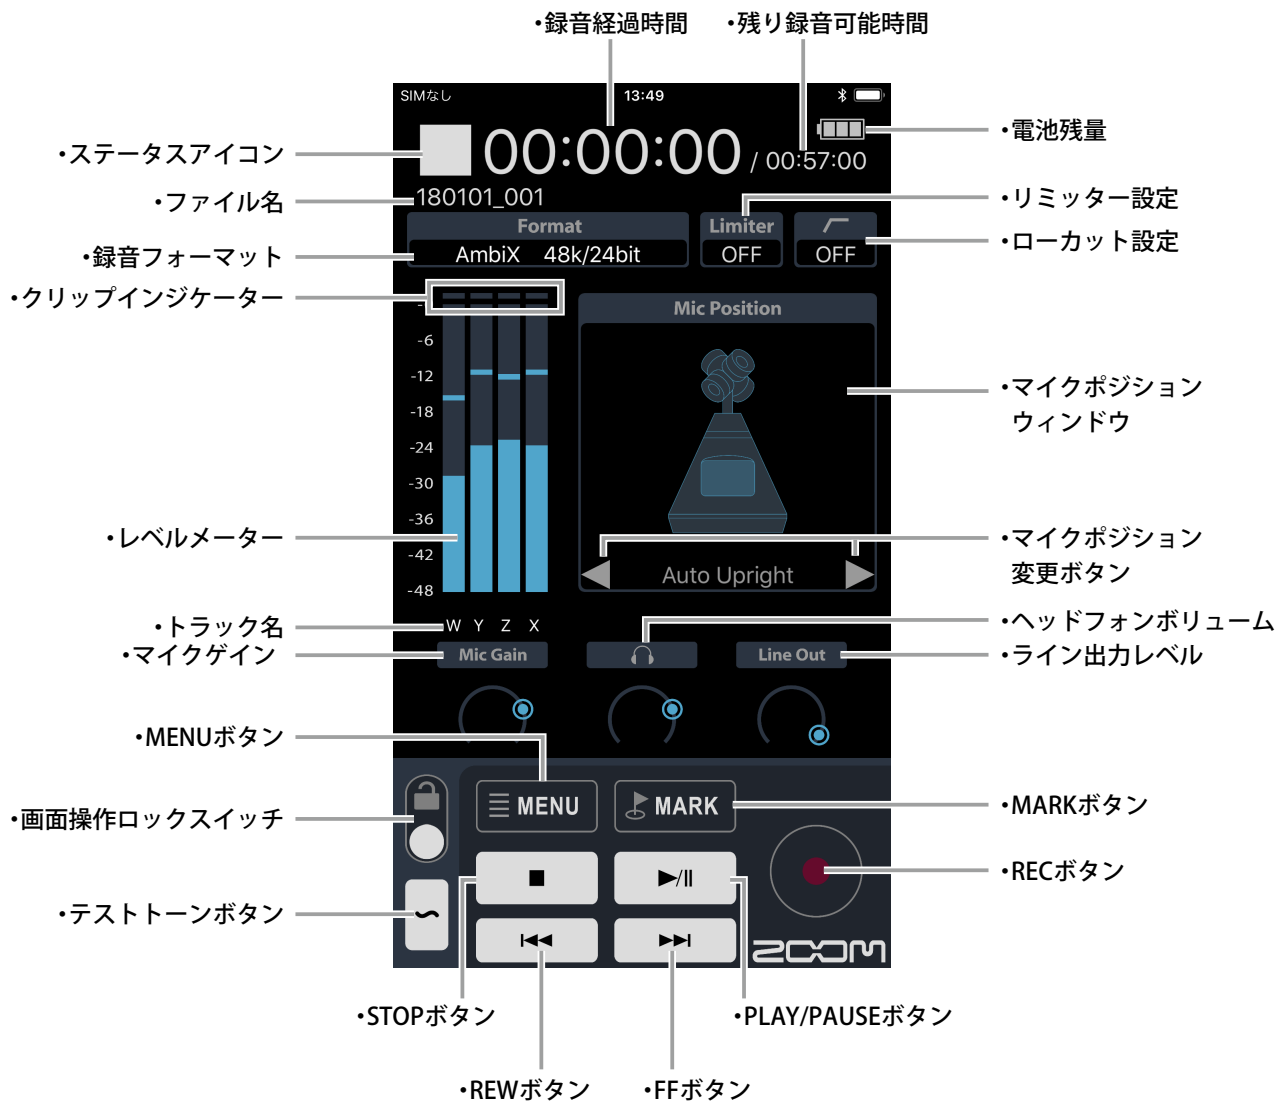 •録音経過時間
•残り録音可能時間
SIMなし
13:49
•電池残量
•ステータスアイコン
00:00:00
/ 00:57:00
•ファイル名
180101_001
•リミッター設定
Format
Limiter
•ローカット設定
•録音フォーマット
AmbiX 48k/24bit
OFF
OFF
•クリップインジケーター
Mic Position
-6
-12
-18
-24
-30
-36
-42
-48
•マイクポジション
ウィンドウ
•レベルメーター
•マイクポジション
変更ボタン
Auto Upright
•トラック名
W Y Z X
•ヘッドフォンボリューム
•マイクゲイン
Mic Gain
Line Out
•ライン出力レベル
•MENUボタン
MENU
MARK
•MARKボタン
•画面操作ロックスイッチ
•RECボタン
•テストトーンボタン
ZOOM
•STOPボタン
•PLAY/PAUSEボタン
•REWボタン
•FFボタン